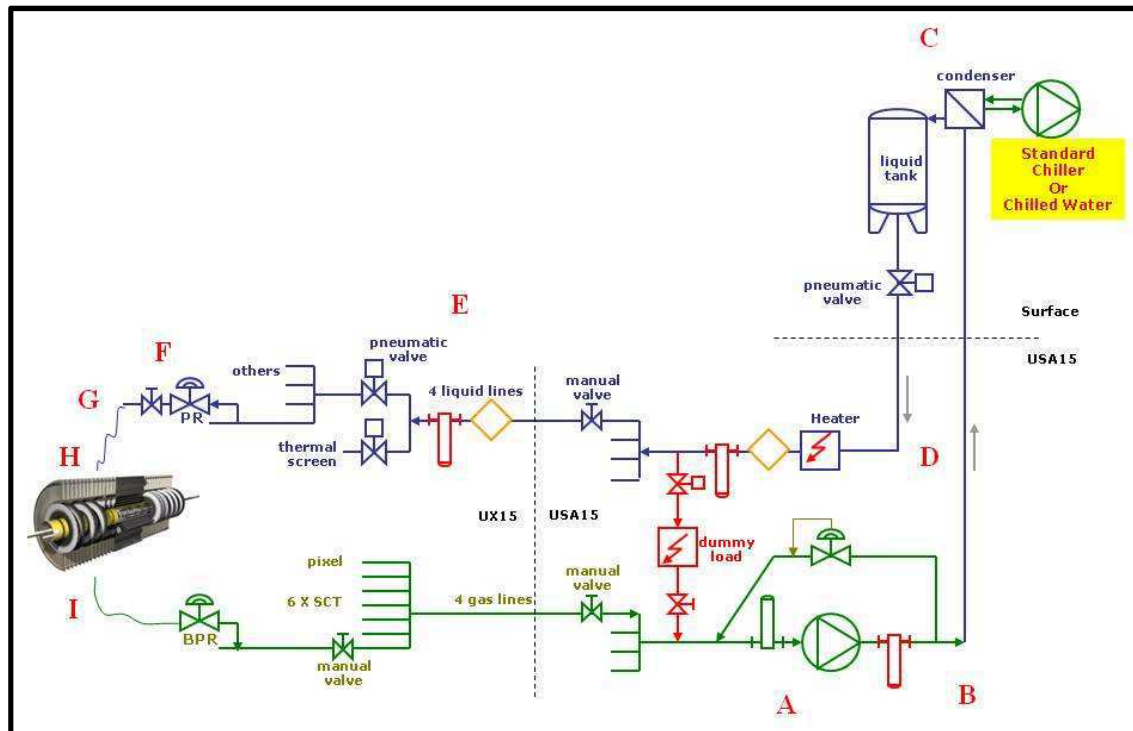 C
condenser
liquid
tank
Standard
Chiller
Or
Chilled Water
pneumatic
valve
Surface
USA15
E
pneumatic
valve
F
others
4 liquid lines
manual
valve
Heater
G
PR
thermal
screen
D
H
UX15
USA15
dummy
load
pixel
manual
valve
6 X SCT
4 gas lines
I
BPR
manual
valve
A
B